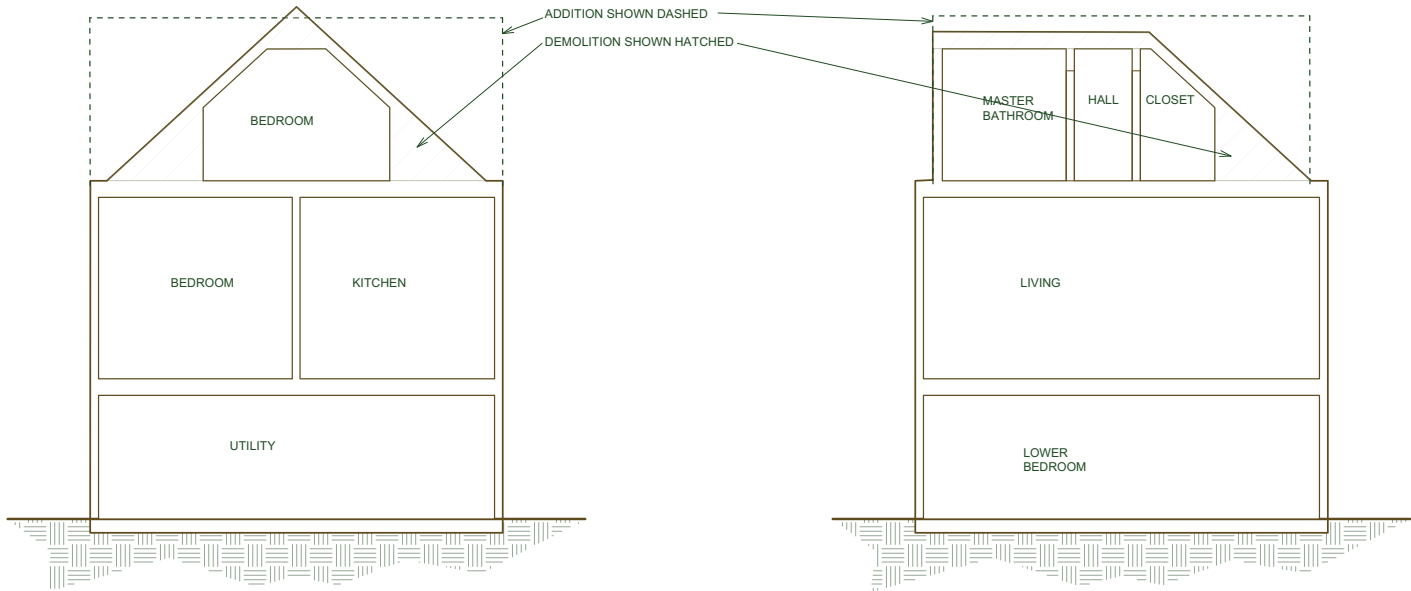 ADDITION SHOWN DASHED
DEMOLITION SHOWN HATCHED
BEDROOM
BEDROOM
KITCHEN
UTILITY
MASTER
BATHROOM
HALL
CLOSET
LIVING
LOWER
BEDROOM